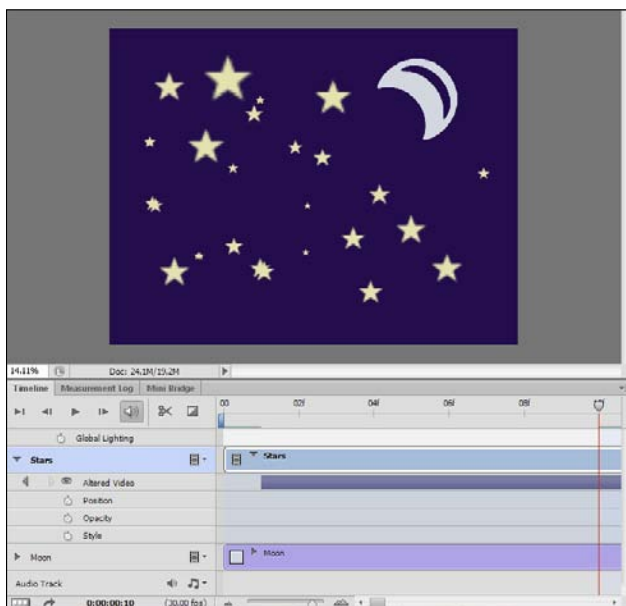 14.11%
Doc: 24.1M/19.2M
Timeline Measurement Log Mini Bridge
00 02f 04f 06f 08f
Global Lighting
Stars
Stars
Altered Video
Position
Opacity
Style
Moon
Moon
Audio Track
0:00:00:10 (30.00 fps)